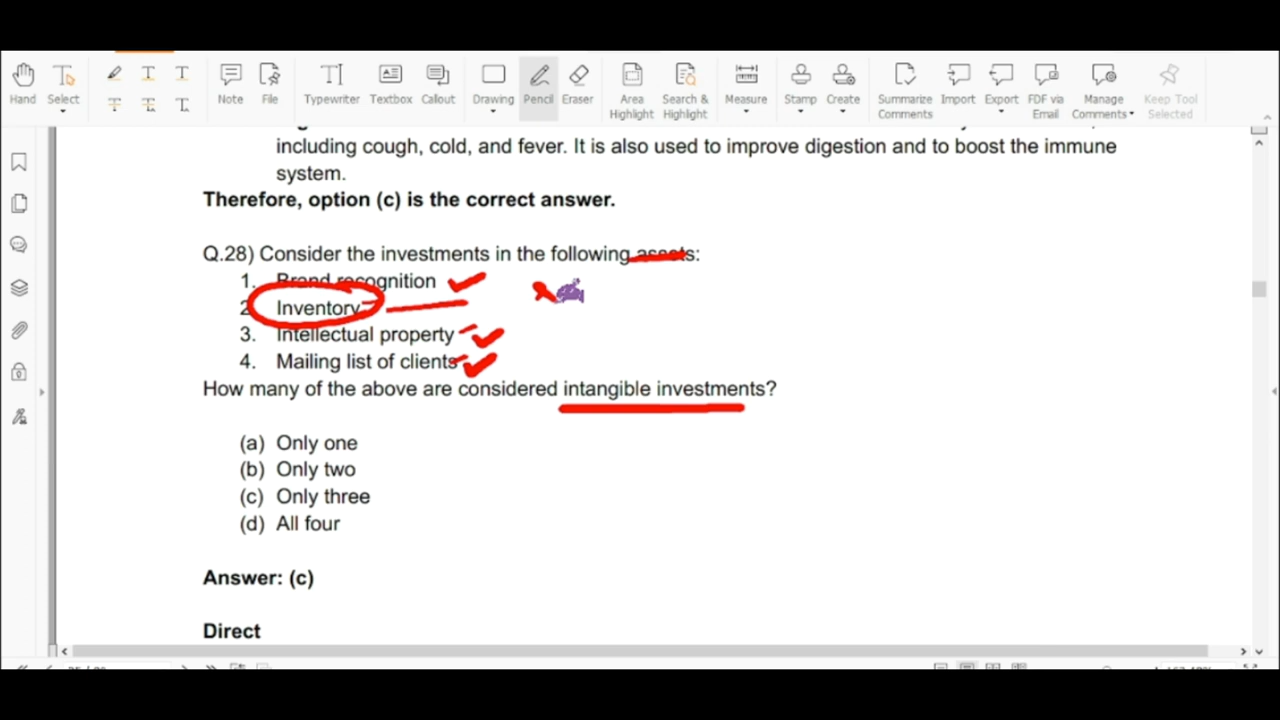 Hand
Select
Note
File
Typewriter
Textbox
Callout
Drawing
Pencil
Eraser
Area Highlight
Search & Highlight
Measure
Stamp
Create
Summarize Comments
Import
Export
FDF via Email
Manage Comments
Keep Tool Selected
including cough, cold, and fever. It is also used to improve digestion and to boost the immune
system.
Therefore, option (c) is the correct answer.
Q.28) Consider the investments in the following assets:
1. Brand recognition
2 Inventory
3. Intellectual property
4. Mailing list of clients
How many of the above are considered intangible investments?
(a) Only one
(b) Only two
(c) Only three
(d) All four
Answer: (c)
Direct